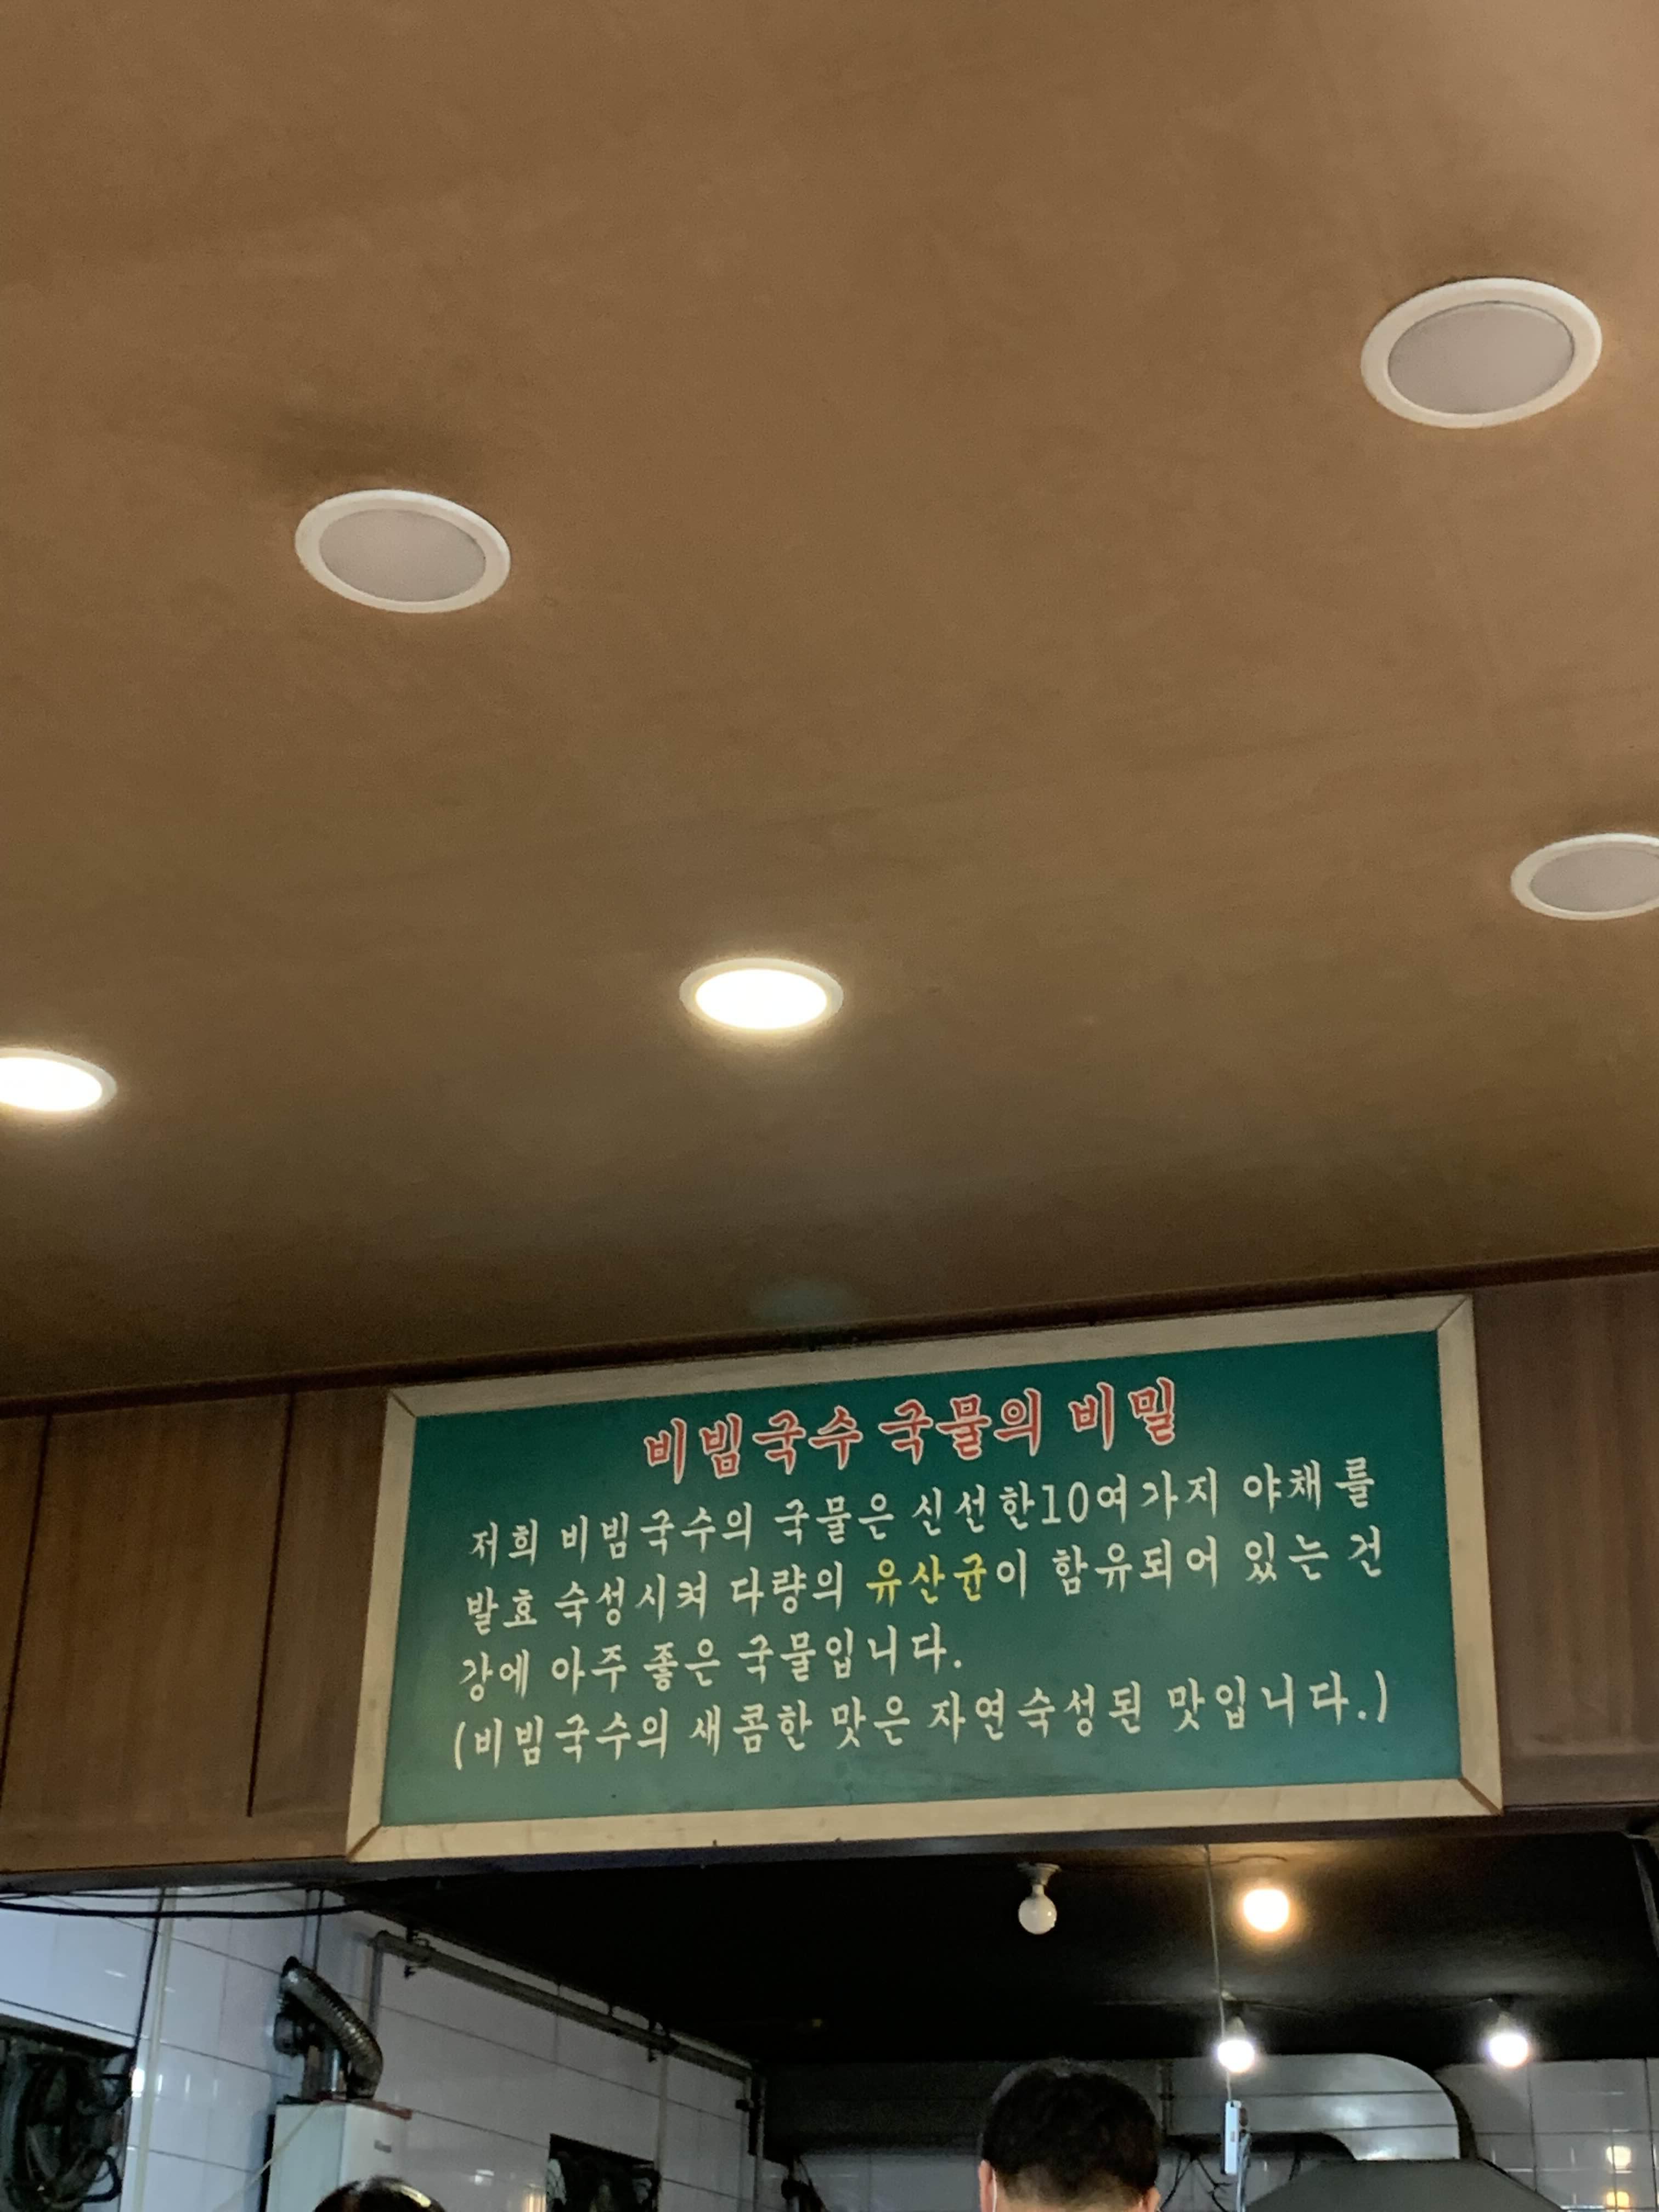 비빔국수 국물의 비밀
저희 비빔국수의 국물은 신선한10여가지 야채를
발효 숙성시켜 다량의 유산균이 함유되어 있는 건
강에 아주 좋은 국물입니다.
(비빔국수의 새콤한 맛은 자연숙성된 맛입니다.)